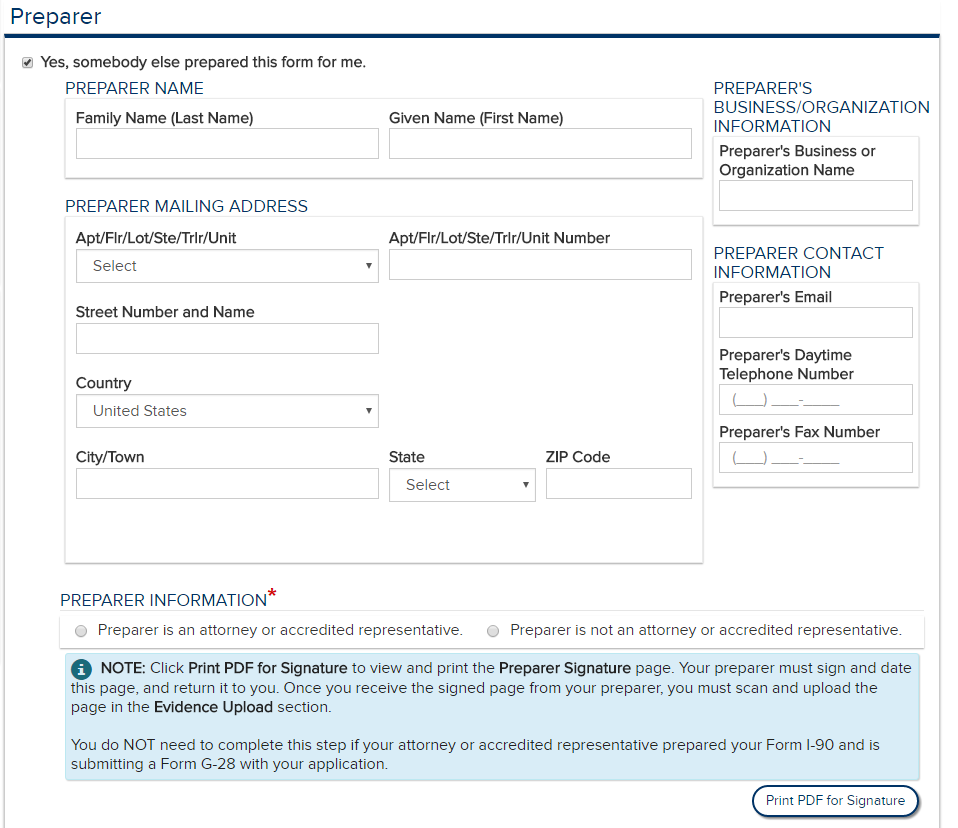 Preparer
Yes, somebody else prepared this form for me.
PREPARER NAME
Family Name (Last Name)
Given Name (First Name)
PREPARER MAILING ADDRESS
Apt/Flr/Lot/Ste/Trlr/Unit
Apt/Flr/Lot/Ste/Trlr/Unit Number
Select
Street Number and Name
Country
United States
City/Town
State
ZIP Code
Select
PREPARER'S
BUSINESS/ORGANIZATION
INFORMATION
Preparer's Business or
Organization Name
PREPARER CONTACT
INFORMATION
Preparer's Email
Preparer's Daytime
Telephone Number
(___) ___-____
Preparer's Fax Number
(___) ___-____
PREPARER INFORMATION*
Preparer is an attorney or accredited representative.
Preparer is not an attorney or accredited representative.
NOTE: Click Print PDF for Signature to view and print the Preparer Signature page. Your preparer must sign and date
this page, and return it to you. Once you receive the signed page from your preparer, you must scan and upload the
page in the Evidence Upload section.
You do NOT need to complete this step if your attorney or accredited representative prepared your Form I-90 and is
submitting a Form G-28 with your application.
Print PDF for Signature